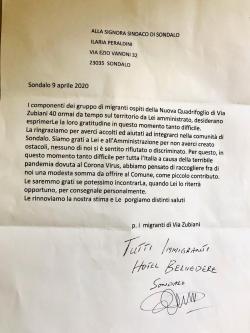 ALLA SIGNORA SINDACO DI SONDALO
ILARIA PERALDINI
VIA EZIO VANONI 32
23035 SONDALO
Sondalo 9 aprile 2020
I componenti del gruppo di migranti ospiti della Nuova Quadrifoglio di Via
Zubiani 40 ormai da tempo sul territorio da Lei amministrato, desiderano
esprimerLe la loro gratitudine in questo momento tanto difficile.
La ringraziamo per averci accolti ed aiutati ad integrarci nella comunità di
Sondalo. Siamo grati a Lei e all'Amministrazione per non averci creato
ostacoli, nessuno di noi si è sentito rifiutato o discriminato. Per questo, in
questo momento tanto difficile per tutta l'Italia a causa della terribile
pandemia dovuta al Corona Virus, abbiamo pensato di raccogliere fra di
noi una modesta somma da offrire al Comune, come piccolo contributo.
Le saremmo grati se potessimo incontrarLa, quando Lei lo riterrà
opportuno, per consegnarle personalmente.
Le rinnoviamo la nostra stima e Le porgiamo distinti saluti
p. I migranti di Via Zubiani
TUTTI IMMIGRANTI
HOTEL BELVEDERE
SONDALO